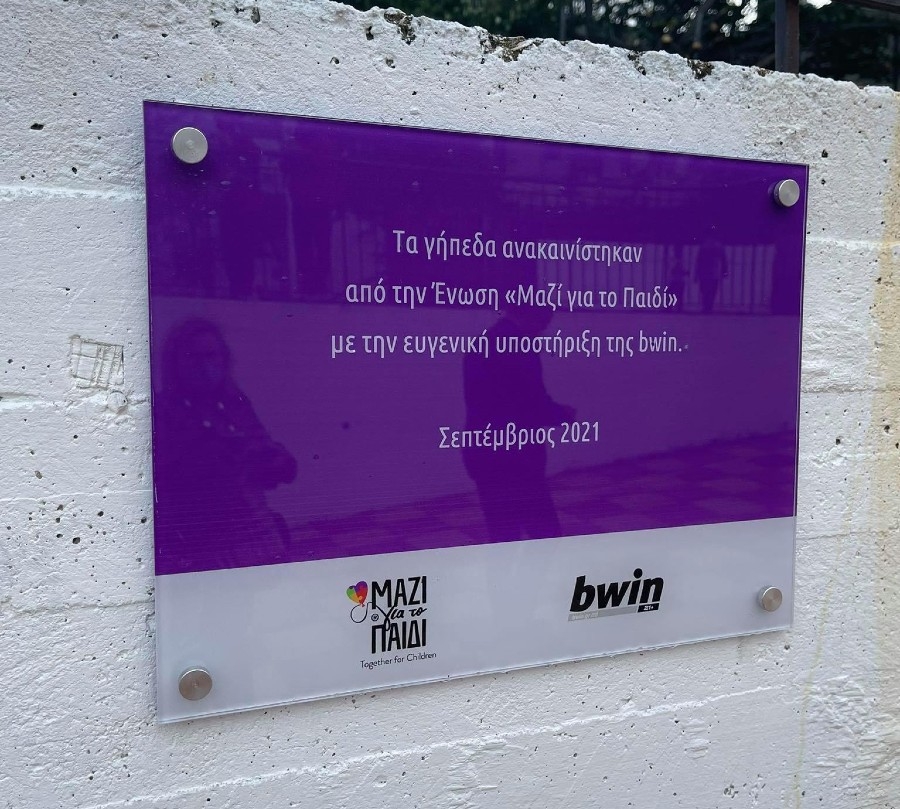 Τα γήπεδα ανακαινίστηκαν
από την Ένωση «Μαζί για το Παιδί»
με την ευγενική υποστήριξη της bwin.
Σεπτέμβριος 2021
ΜΑΖΙ
για το
ΠΑΙΔΙ
Together for Children
bwin
21+